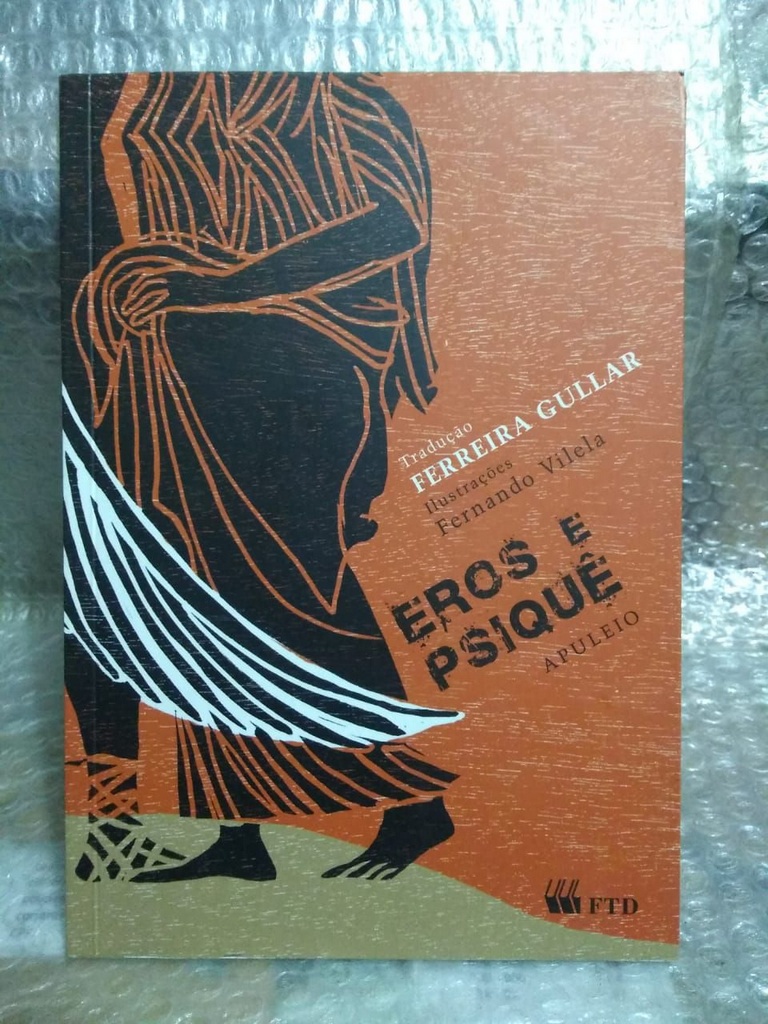 Tradução
FERREIRA GULLAR
Ilustrações
Fernando Vilela
EROS E
PSIQUÊ
APULEIO
FTD